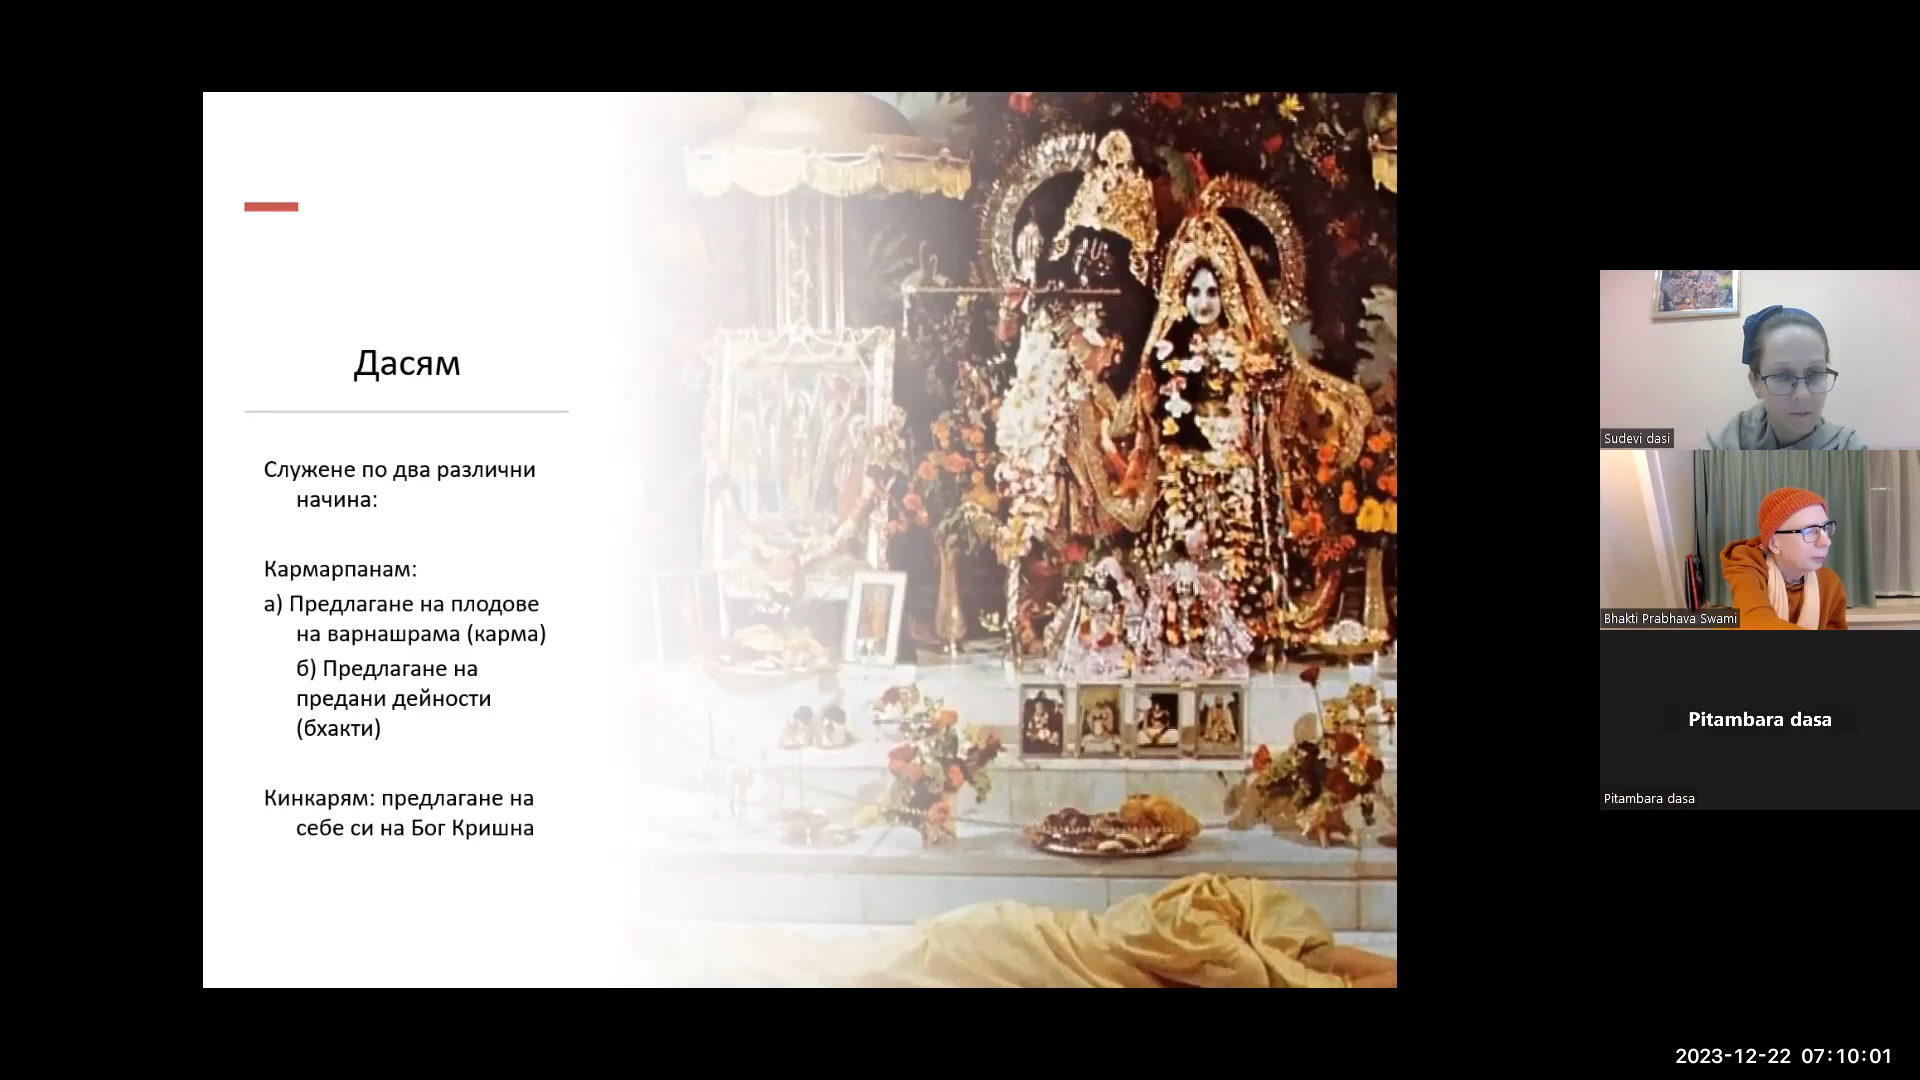 Дасям
Служене по два различни
начина:
Кармарпанам:
а) Предлагане на плодове
на варнашрама (карма)
б) Предлагане на
предани дейности
(бхакти)
Кинкарям: предлагане на
себе си на Бог Кришна
Sudevi dasi
Bhakti Prabhava Swami
Pitambara dasa
Pitambara dasa
2023-12-22 07:10:01